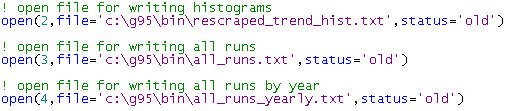 ! open file for writing histograms
open(2,file='c:\g95\bin\rescraped_trend_hist.txt',status='old')
! open file for writing all runs
open(3,file='c:\g95\bin\all_runs.txt',status='old')
! open file for writing all runs by year
open(4,file='c:\g95\bin\all_runs_yearly.txt',status='old')